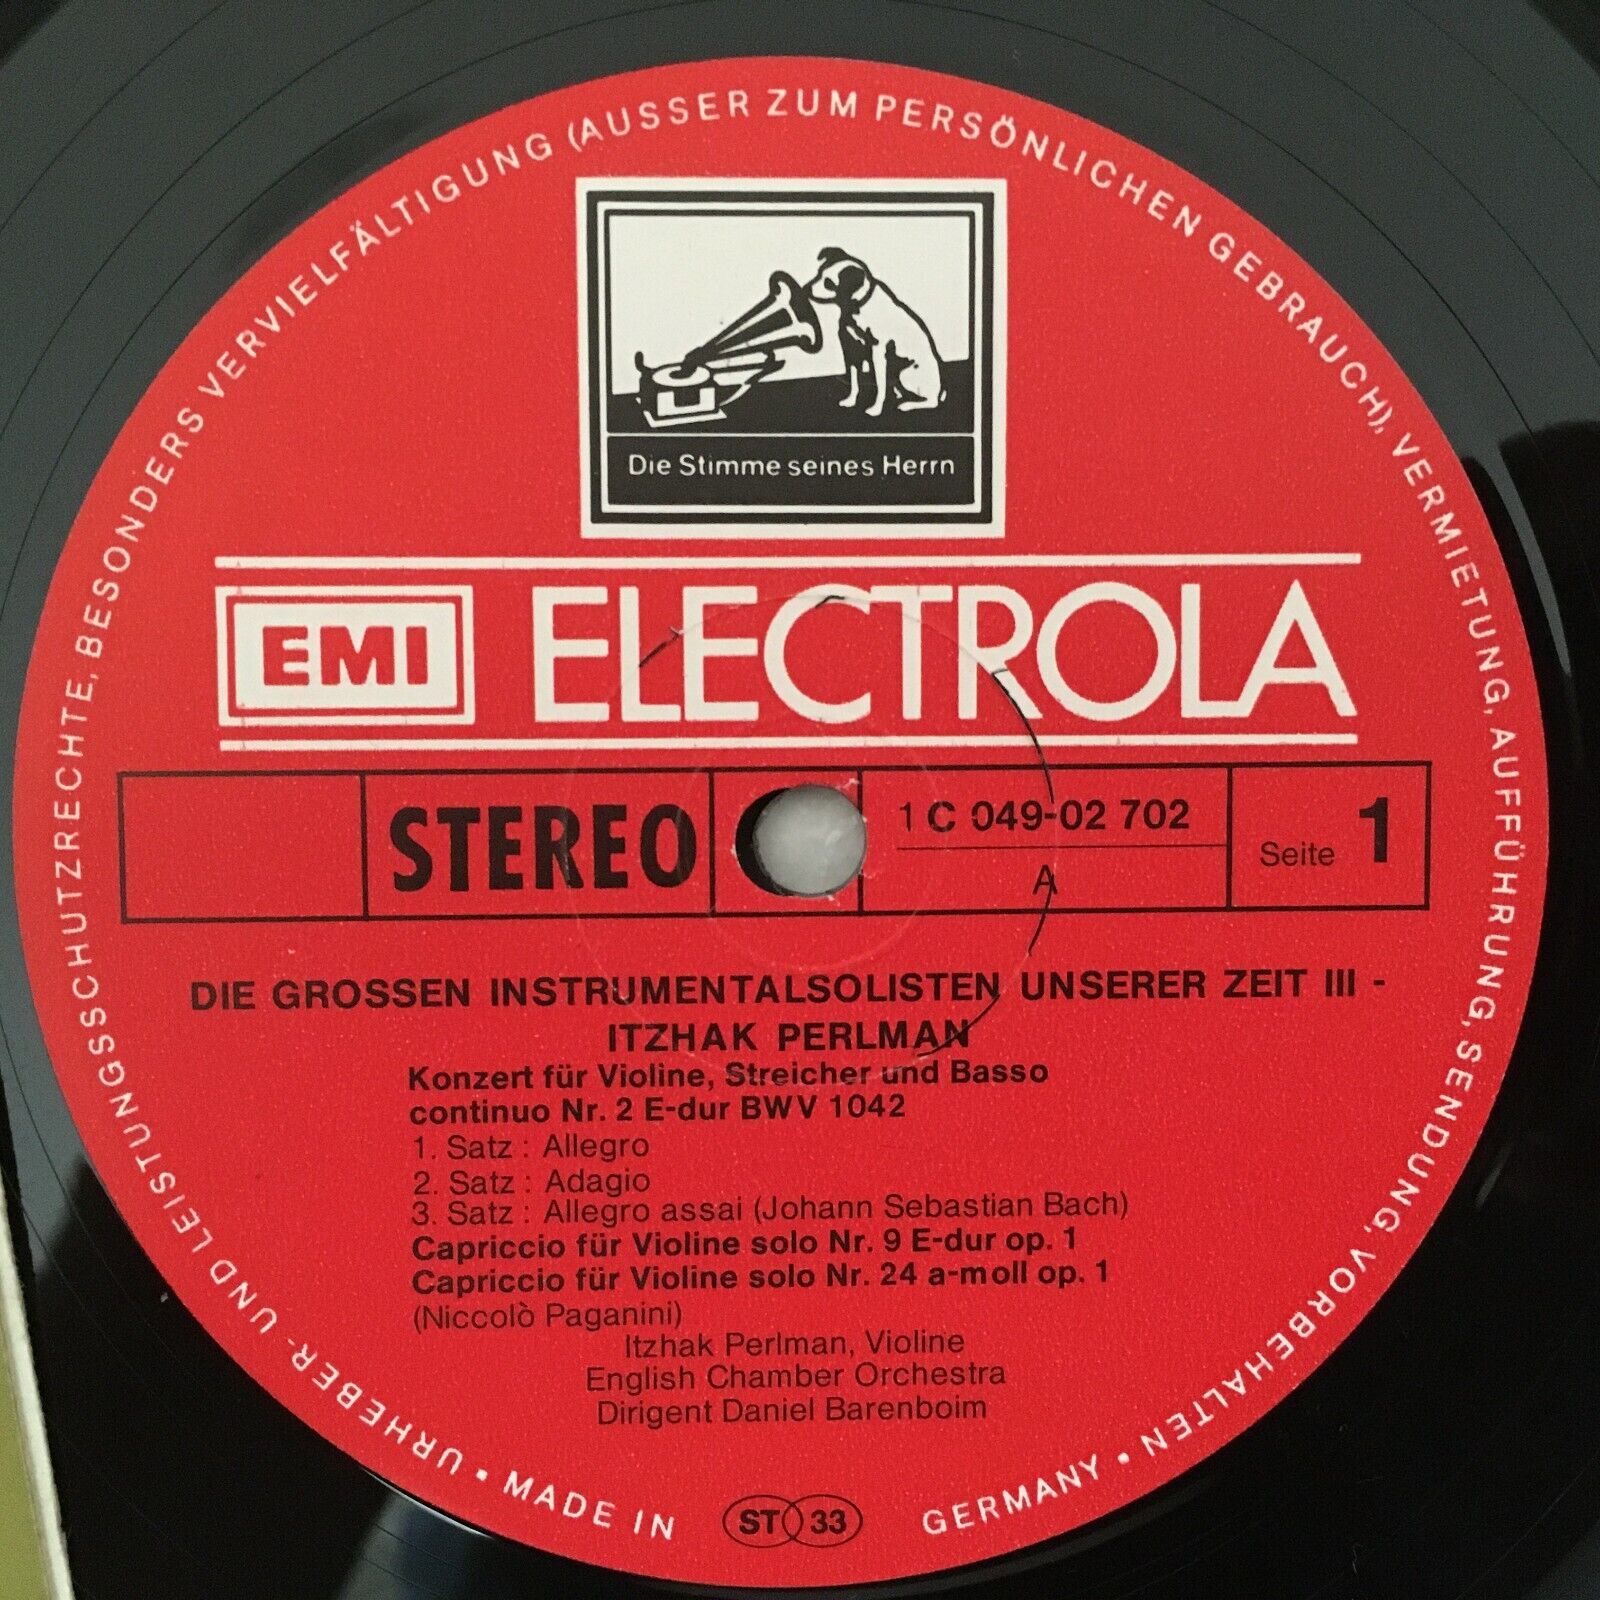 URHEBER- UND LEISTUNGSSCHUTZRECHTE, BESONDERS VERVIELFÄLTIGUNG (AUSSER ZUM PERSÖNLICHEN GEBRAUCH), VERMIETUNG, AUFFÜHRUNG, SENDUNG, VORBEHALTEN •
Die Stimme seines Herrn
EMI ELECTROLA
STEREO
1 C 049-02 702
A
Seite 1
DIE GROSSEN INSTRUMENTALSOLISTEN UNSERER ZEIT III -
ITZHAK PERLMAN
Konzert für Violine, Streicher und Basso
continuo Nr. 2 E-dur BWV 1042
1. Satz : Allegro
2. Satz : Adagio
3. Satz : Allegro assai (Johann Sebastian Bach)
Capriccio für Violine solo Nr. 9 E-dur op. 1
Capriccio für Violine solo Nr. 24 a-moll op. 1
(Niccolò Paganini)
Itzhak Perlman, Violine
English Chamber Orchestra
Dirigent Daniel Barenboim
• MADE IN GERMANY
ST 33